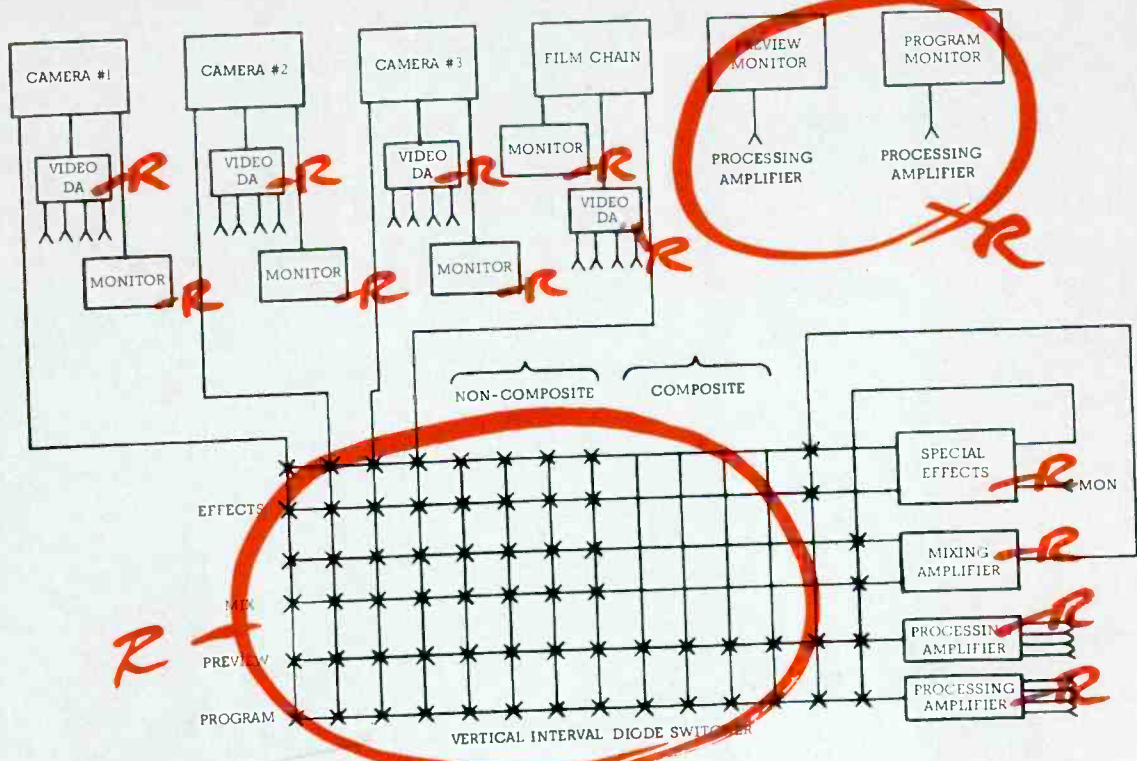 CAMERA #1
CAMERA #2
CAMERA #3
FILM CHAIN
PREVIEW
MONITOR
PROGRAM
MONITOR
VIDEO
DA
R
VIDEO
DA
R
VIDEO
DA
R
MONITOR
R
PROCESSING
AMPLIFIER
PROCESSING
AMPLIFIER
VIDEO
DA
R
R
MONITOR
R
MONITOR
R
MONITOR
R
NON-COMPOSITE
COMPOSITE
EFFECTS
MIX
R
PREVIEW
PROGRAM
SPECIAL
EFFECTS
R
MON
MIXING
AMPLIFIER
R
PROCESSING
AMPLIFIER
R
PROCESSING
AMPLIFIER
R
VERTICAL INTERVAL DIODE SWITCHER